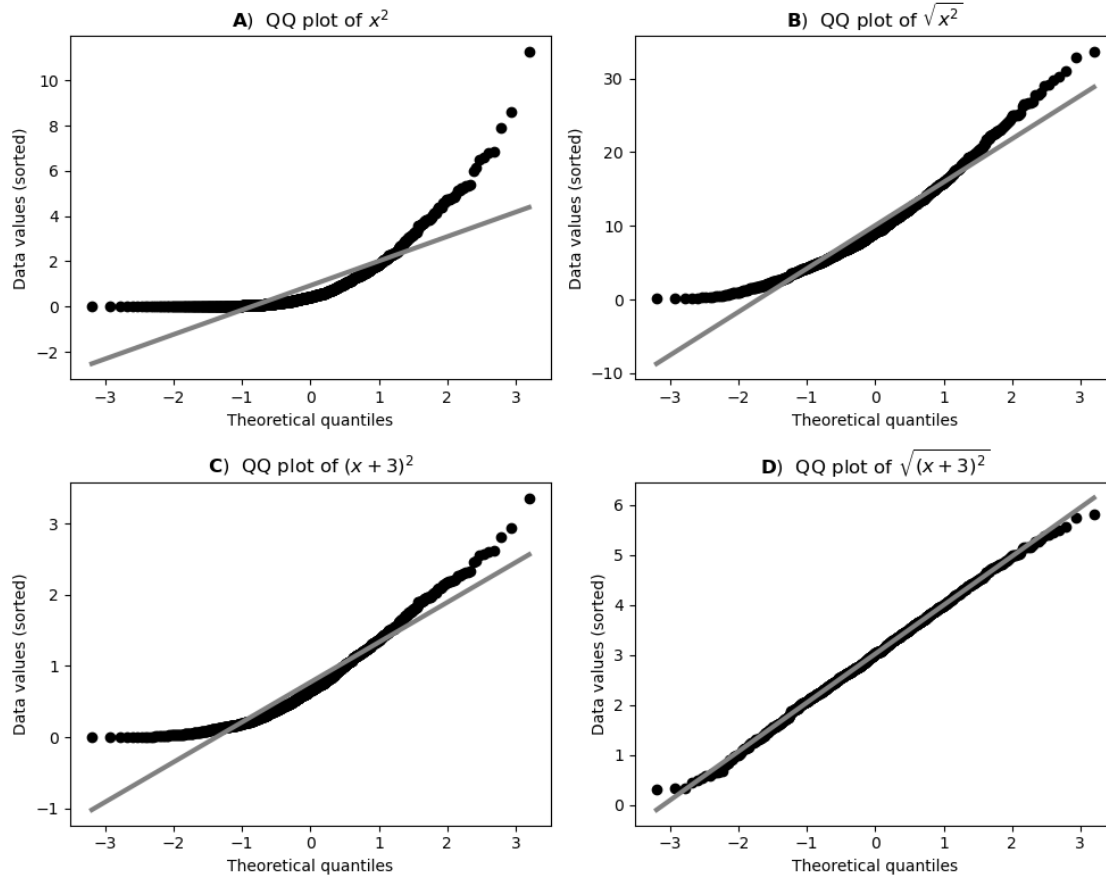 A) QQ plot of $x^2$
Data values (sorted)
10
8
6
4
2
0
−2
−3 −2 −1 0 1 2 3
Theoretical quantiles
B) QQ plot of $\sqrt{x^2}$
Data values (sorted)
30
20
10
0
−10
−3 −2 −1 0 1 2 3
Theoretical quantiles
C) QQ plot of $(x + 3)^2$
Data values (sorted)
3
2
1
0
−1
−3 −2 −1 0 1 2 3
Theoretical quantiles
D) QQ plot of $\sqrt{(x + 3)^2}$
Data values (sorted)
6
5
4
3
2
1
0
−3 −2 −1 0 1 2 3
Theoretical quantiles